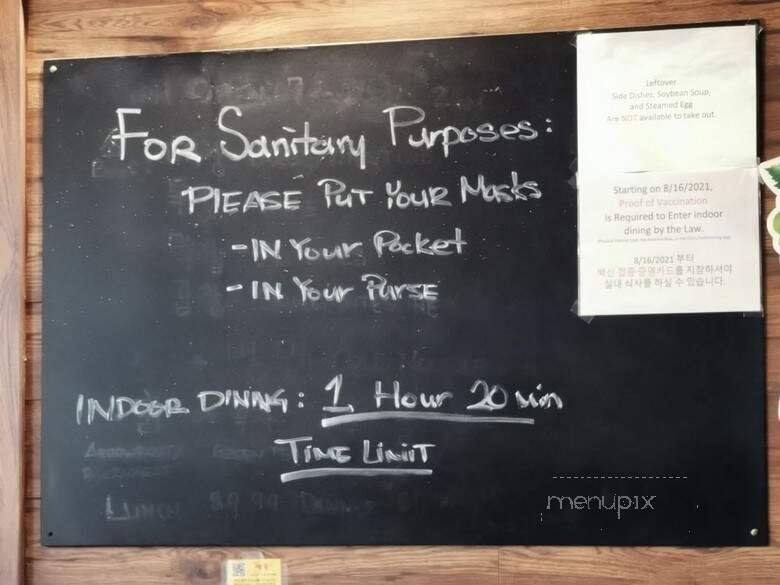 FOR Sanitary Purposes:
PLEASE PUT YOUR Masks
- IN YOUR Pocket
- IN YOUR PURSE
INDOOR DINING: 1 Hour 20 min
TIME LIMIT
Leftover
Side Dishes, Soybean Soup,
and Steamed Egg
Are NOT available to take out.
Starting on 8/16/2021,
Proof of Vaccination
is Required to Enter indoor
dining by the Law.
8/16/2021 부터
백신 접종 증명카드를 지참하셔야
실내 식사를 하실 수 있습니다.
menupix